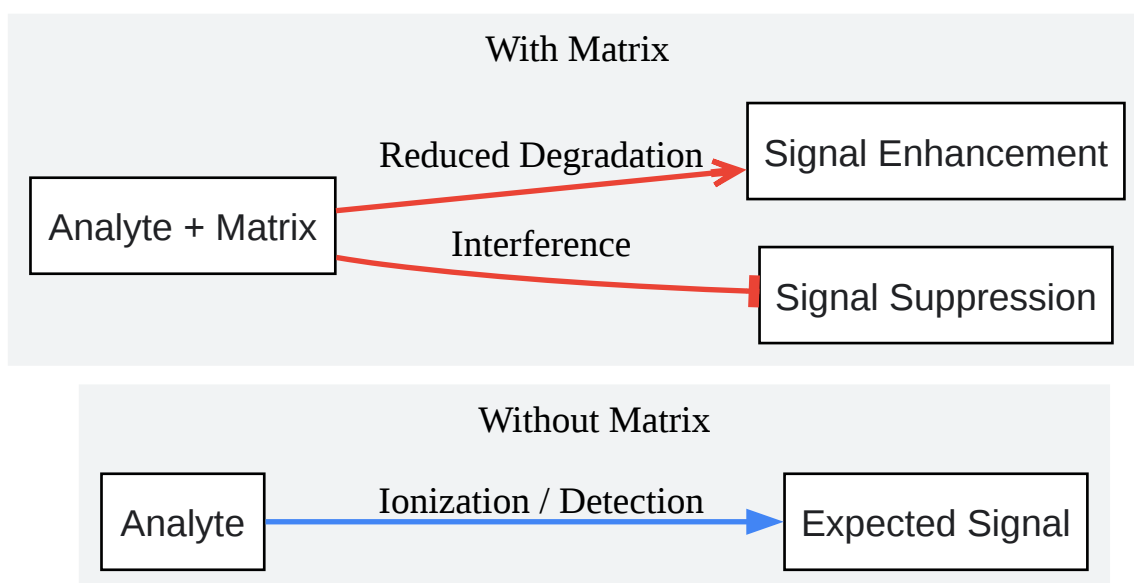 With Matrix
Reduced Degradation
Signal Enhancement
Analyte + Matrix
Interference
Signal Suppression
Without Matrix
Analyte
Ionization / Detection
Expected Signal